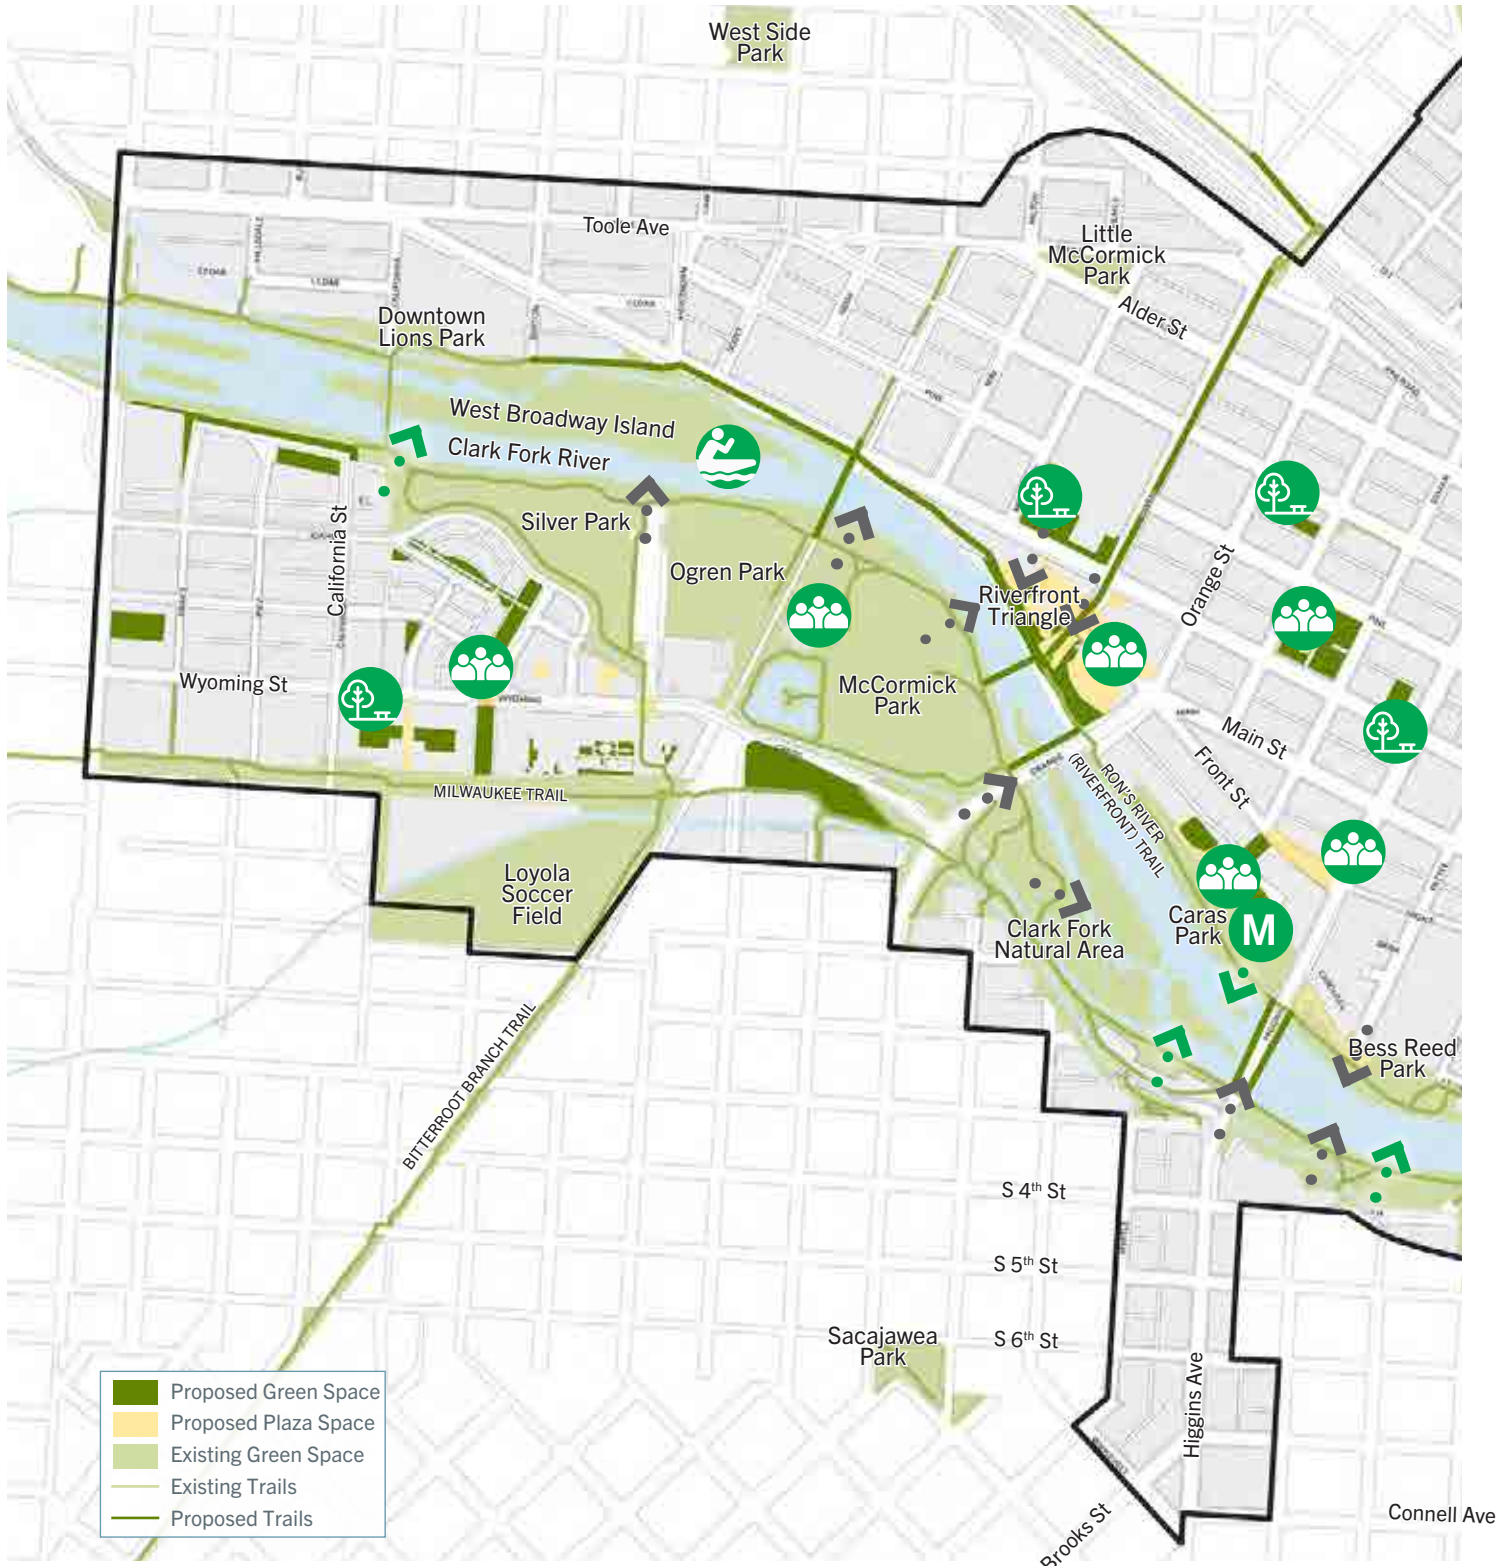 West Side
Park
Toole Ave
Little
McCormick
Park
Alder St
Downtown
Lions Park
West Broadway Island
Clark Fork River
Silver Park
Ogren Park
California St
Riverfront
Triangle
Orange St
McCormick
Park
Wyoming St
WYOMING
Main St
Front St
ORANGE
RON'S RIVER
(RIVERFRONT) TRAIL
MILWAUKEE TRAIL
Loyola
Soccer
Field
Clark Fork
Natural Area
Caras
Park
M
Bess Reed
Park
BITTERROOT BRANCH TRAIL
S 4th St
S 5th St
S 6th St
Sacajawea
Park
Higgins Ave
Brooks St
Connell Ave
Proposed Green Space
Proposed Plaza Space
Existing Green Space
Existing Trails
Proposed Trails